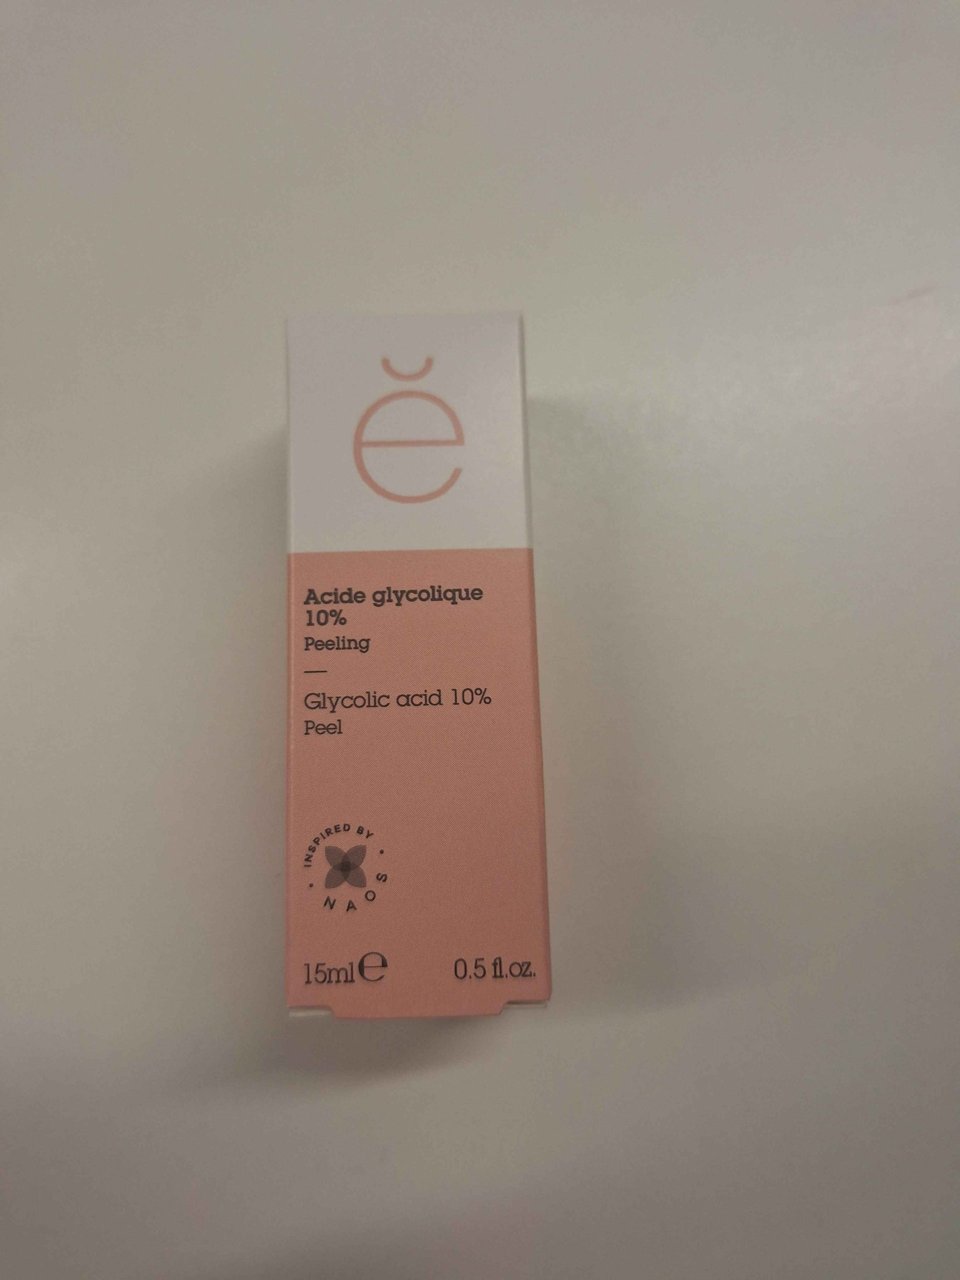 ĕ
Acide glycolique
10%
Peeling
Glycolic acid 10%
Peel
INSPIRED BY
NAOS
15ml ℮
0.5 fl.oz.